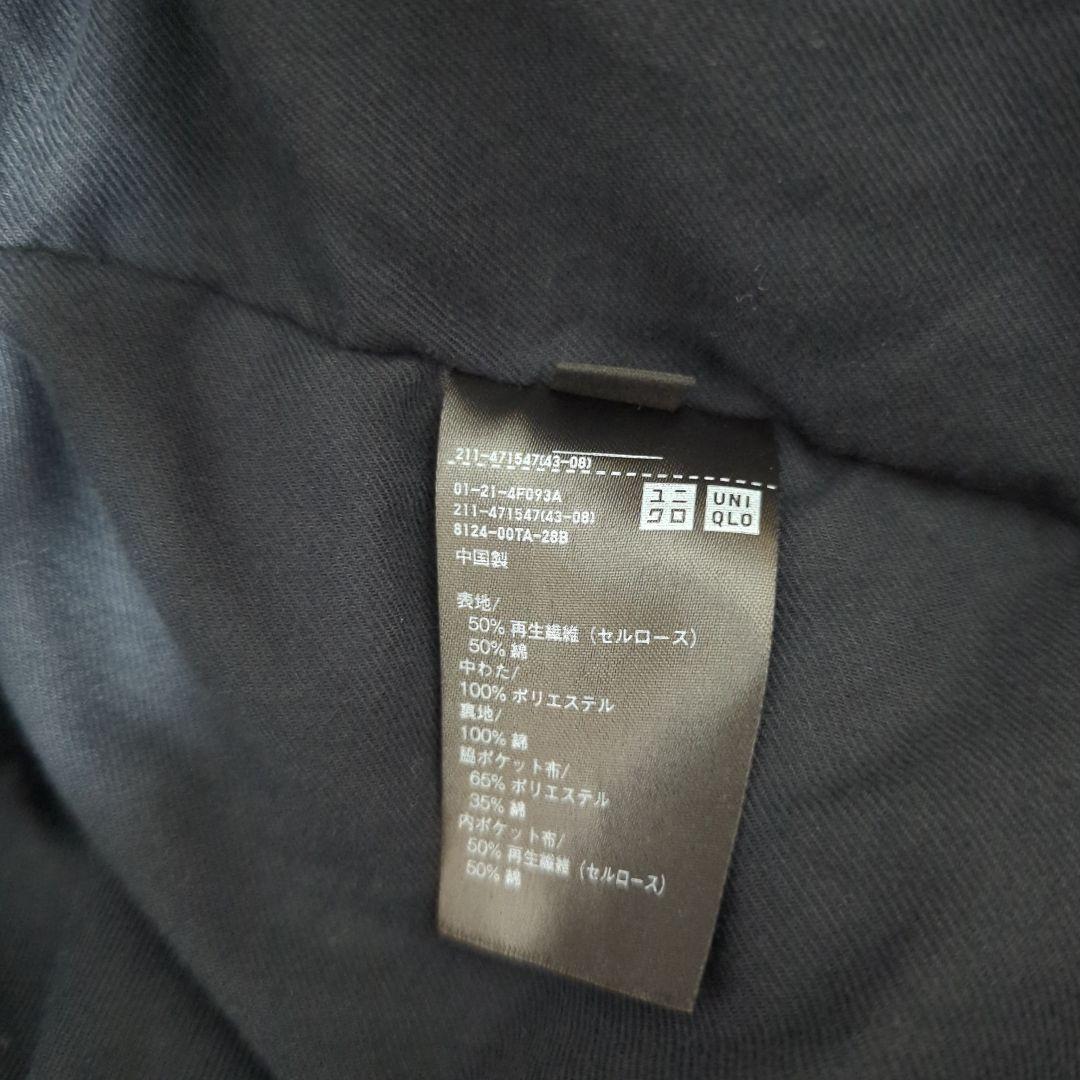 211-471547(43-08)
01-21-4F093A
211-471547(43-08)
8124-00TA-28B
ユニ
クロ
UNI
QLO
中国製
表地/
50% 再生繊維 (セルロース)
50% 綿
中わた/
100% ポリエステル
裏地/
100% 綿
脇ポケット布/
65% ポリエステル
35% 綿
内ポケット布/
50% 再生繊維 (セルロース)
50% 綿